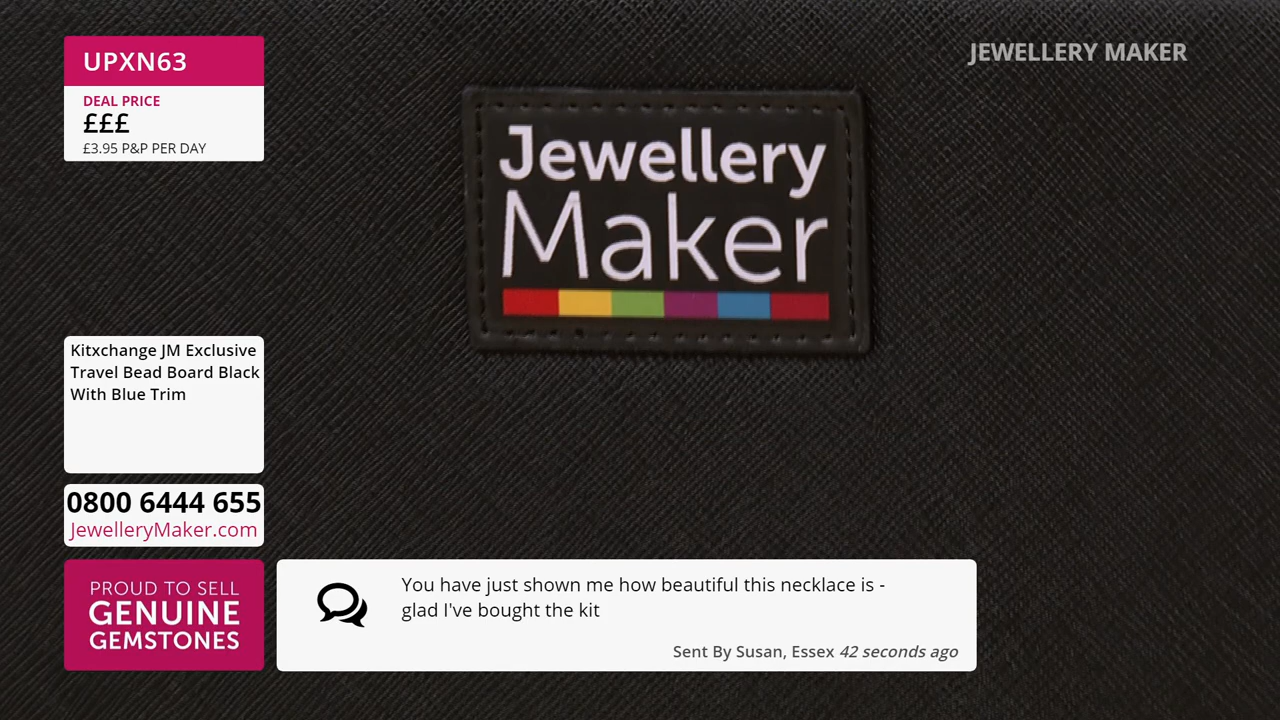 UPXN63
DEAL PRICE
£££
£3.95 P&P PER DAY
JEWELLERY MAKER
Jewellery
Maker
Kitxchange JM Exclusive
Travel Bead Board Black
With Blue Trim
0800 6444 655
JewelleryMaker.com
PROUD TO SELL
GENUINE
GEMSTONES
You have just shown me how beautiful this necklace is -
glad I've bought the kit
Sent By Susan, Essex 42 seconds ago